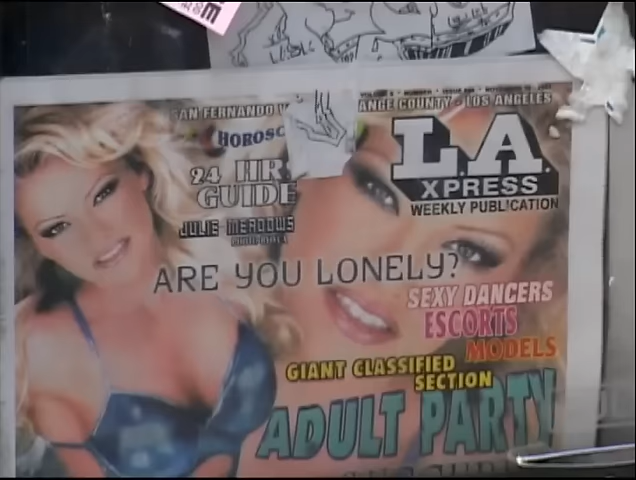 SAN FERNANDO
ANGE COUNTY • LOS ANGELES
HOROSC
24 HR.
GUIDE
L.A.
XPRESS
WEEKLY PUBLICATION
JULIE MEADOWS
ARE YOU LONELY?
SEXY DANCERS
ESCORTS
MODELS
GIANT CLASSIFIED
SECTION
ADULT PARTY